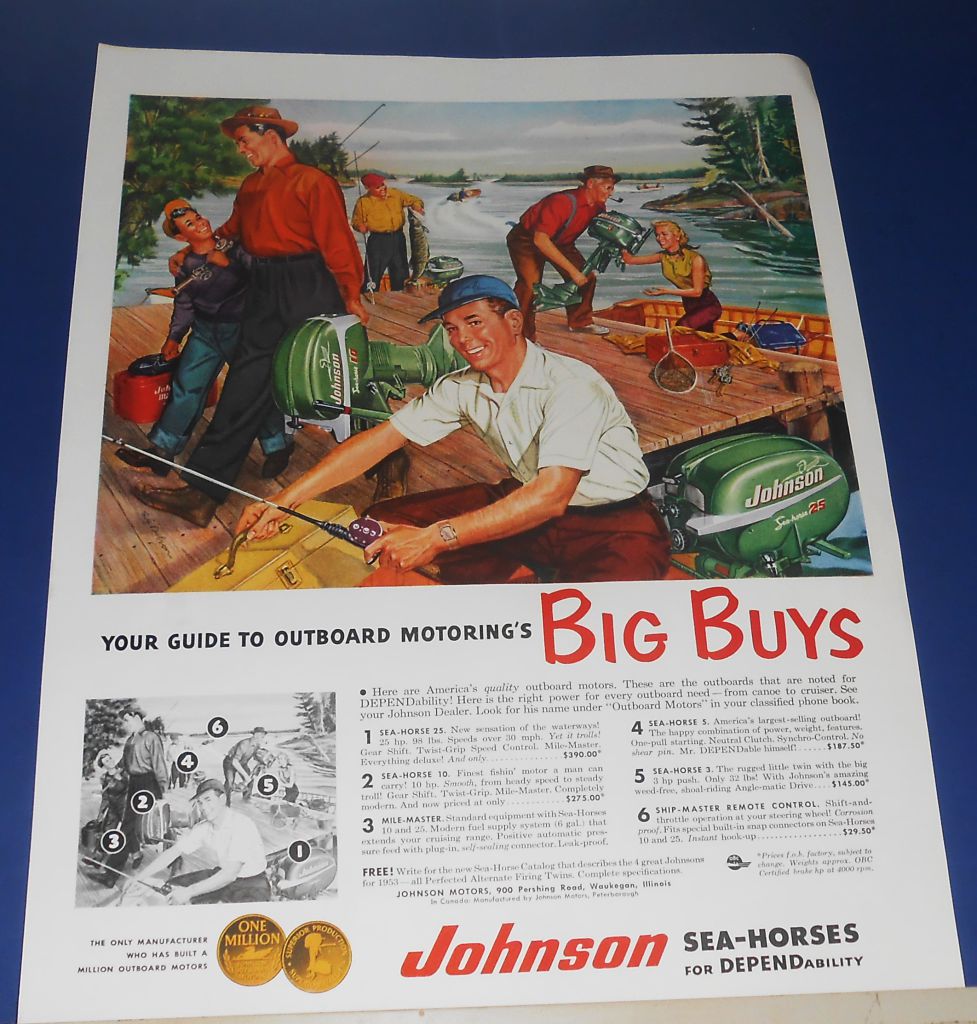 Johnson
Sea-horse 10
Johnson
Johnson
Sea-horse 25
YOUR GUIDE TO OUTBOARD MOTORING'S BIG BUYS
• Here are America's quality outboard motors. These are the outboards that are noted for
DEPENDability! Here is the right power for every outboard need—from canoe to cruiser. See
your Johnson Dealer. Look for his name under "Outboard Motors" in your classified phone book.
1 SEA-HORSE 25. New sensation of the waterways!
25 hp. 98 lbs. Speeds over 30 mph. Yet it trolls!
Gear Shift. Twist-Grip Speed Control. Mile-Master.
Everything deluxe! And only............$390.00*
2 SEA-HORSE 10. Finest fishin' motor a man can
carry! 10 hp. Smooth, from heady speed to steady
troll! Gear Shift. Twist-Grip. Mile-Master. Completely
modern. And now priced at only............$275.00*
3 MILE-MASTER. Standard equipment with Sea-Horses
10 and 25. Modern fuel supply system (6 gal.) that
extends your cruising range. Positive automatic pres-
sure feed with plug-in, self-sealing connector. Leak-proof.
4 SEA-HORSE 5. America's largest-selling outboard!
The happy combination of power, weight, features.
One-pull starting. Neutral Clutch. Synchro-Control. No
shear pin. Mr. DEPENDable himself!......$187.50*
5 SEA-HORSE 3. The rugged little twin with the big
3 hp push. Only 32 lbs! With Johnson's amazing
weed-free, shoal-riding Angle-matic Drive....$145.00*
6 SHIP-MASTER REMOTE CONTROL. Shift-and-
throttle operation at your steering wheel! Corrosion
proof. Fits special built-in snap connectors on Sea-Horses
10 and 25. Instant hook-up................$29.50*
FREE! Write for the new Sea-Horse Catalog that describes the 4 great Johnsons
for 1953—all Perfected Alternate Firing Twins. Complete specifications.
JOHNSON MOTORS, 900 Pershing Road, Waukegan, Illinois
In Canada: Manufactured by Johnson Motors, Peterborough
*Prices f.o.b. factory, subject to
change. Weights approx. OBC
Certified brake hp at 4000 rpm.
6
4
5
2
3
1
THE ONLY MANUFACTURER
WHO HAS BUILT A
MILLION OUTBOARD MOTORS
ONE
MILLION
SUPERIOR PRODUCTION
Johnson SEA-HORSES
FOR DEPENDABILITY